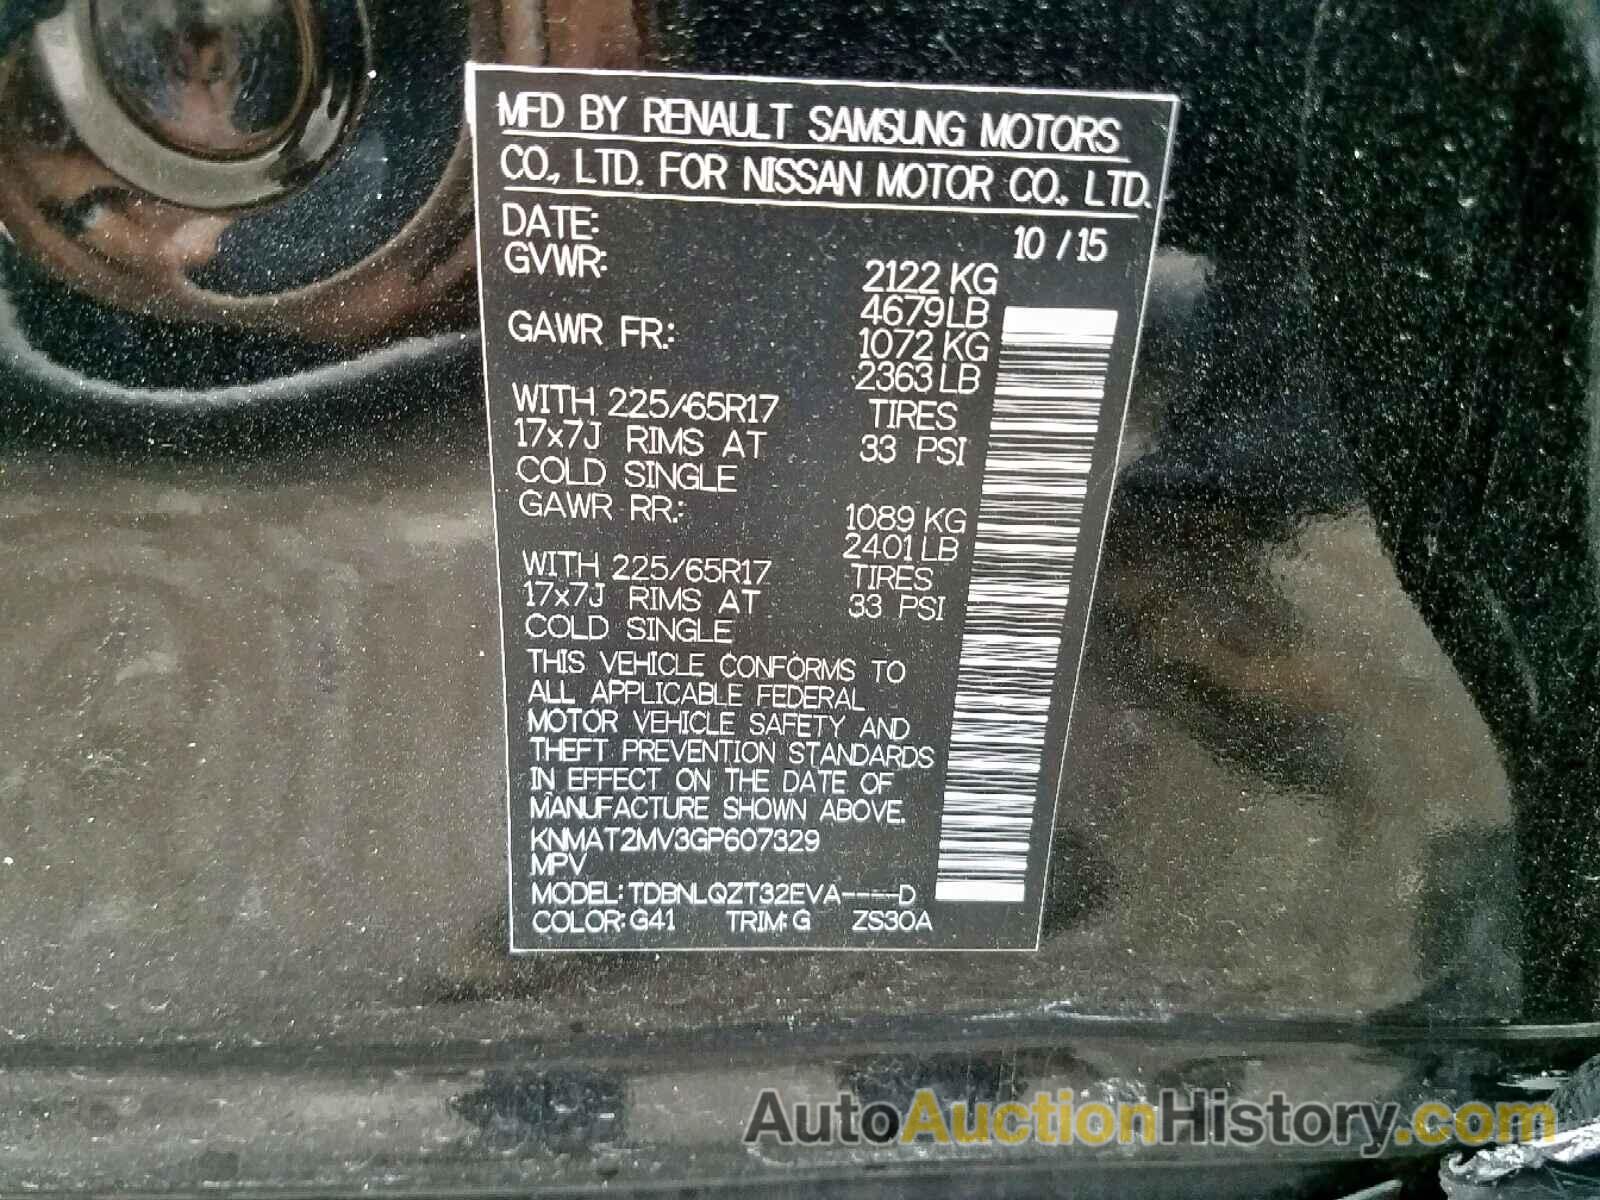 MFD BY RENAULT SAMSUNG MOTORS
CO., LTD. FOR NISSAN MOTOR CO., LTD.
DATE: 10 / 15
GVWR: 2122 KG
4679 LB
GAWR FR.: 1072 KG
2363 LB
WITH 225/65R17 TIRES
17x7J RIMS AT 33 PSI
COLD SINGLE
GAWR RR.: 1089 KG
2401 LB
WITH 225/65R17 TIRES
17x7J RIMS AT 33 PSI
COLD SINGLE
THIS VEHICLE CONFORMS TO
ALL APPLICABLE FEDERAL
MOTOR VEHICLE SAFETY AND
THEFT PREVENTION STANDARDS
IN EFFECT ON THE DATE OF
MANUFACTURE SHOWN ABOVE.
KNMAT2MV3GP607329
MPV
MODEL: TDBNLQZT32EVA----D
COLOR: G41 TRIM: G ZS30A
AutoAuctionHistory.com